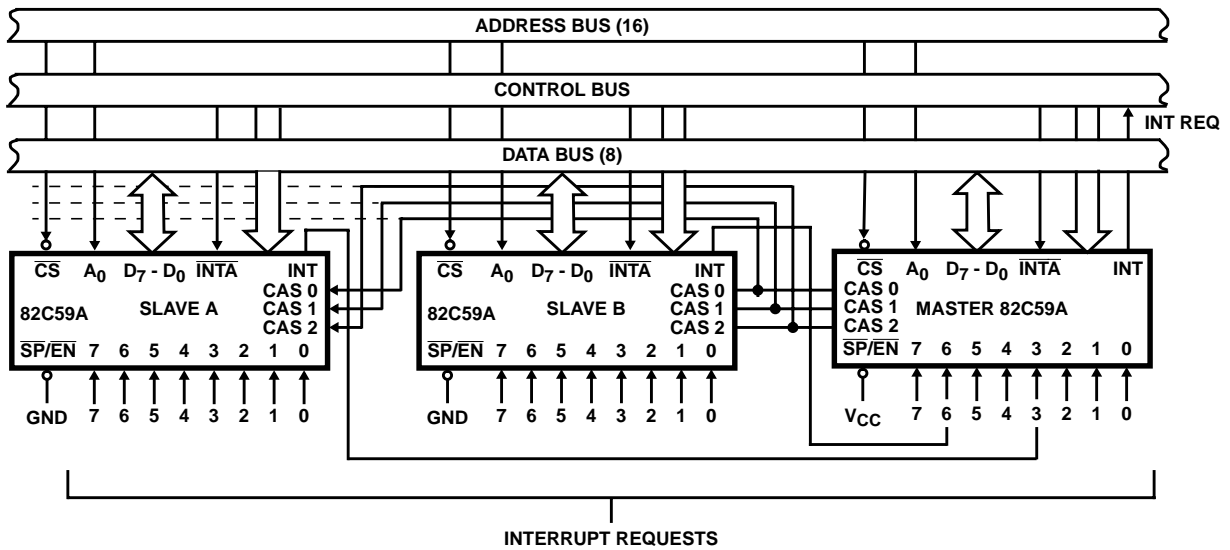 ADDRESS BUS (16)
CONTROL BUS
INT REQ
DATA BUS (8)
CS A0 D7 - D0 INTA INT
CAS 0
82C59A SLAVE A CAS 1
CAS 2
SP/EN 7 6 5 4 3 2 1 0
GND 7 6 5 4 3 2 1 0
CS A0 D7 - D0 INTA INT
CAS 0
82C59A SLAVE B CAS 1
CAS 2
SP/EN 7 6 5 4 3 2 1 0
GND 7 6 5 4 3 2 1 0
CS A0 D7 - D0 INTA INT
CAS 0
CAS 1 MASTER 82C59A
CAS 2
SP/EN 7 6 5 4 3 2 1 0
VCC 7 6 5 4 3 2 1 0
INTERRUPT REQUESTS